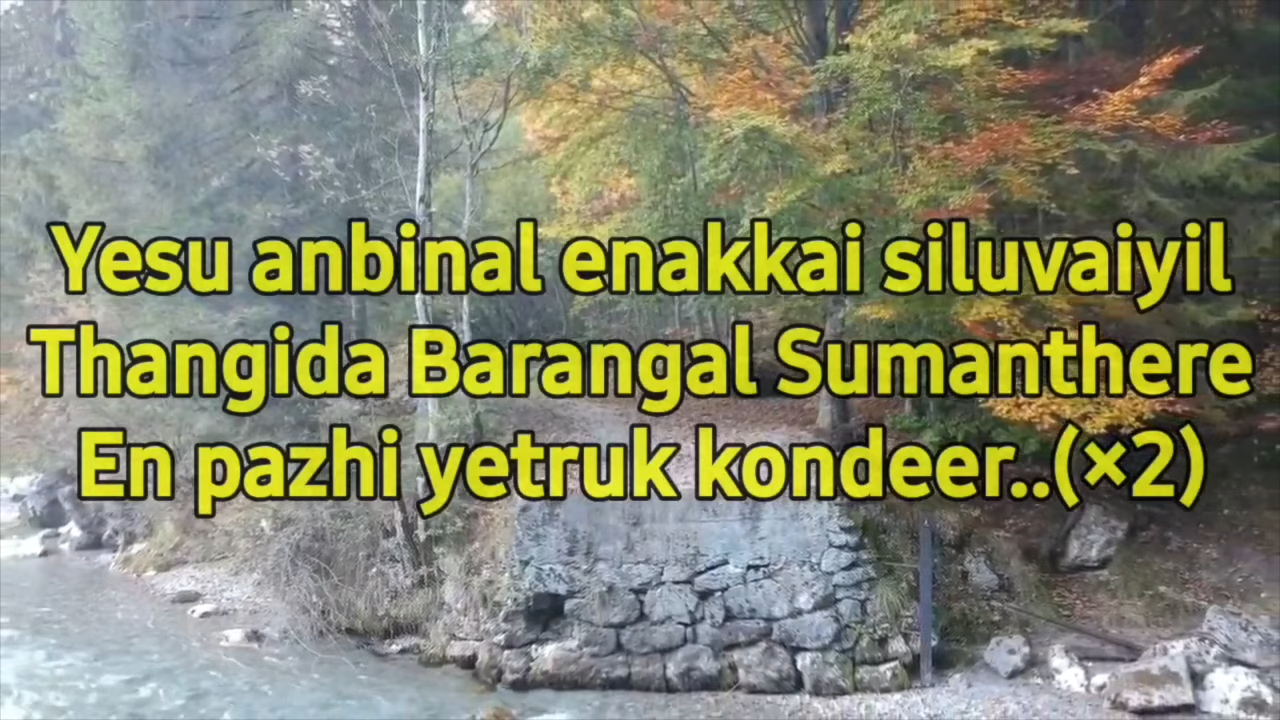 Yesu anbinal enakkai siluvaiyil
Thangida Barangal Sumanthere
En pazhi yetruk kondeer..(×2)